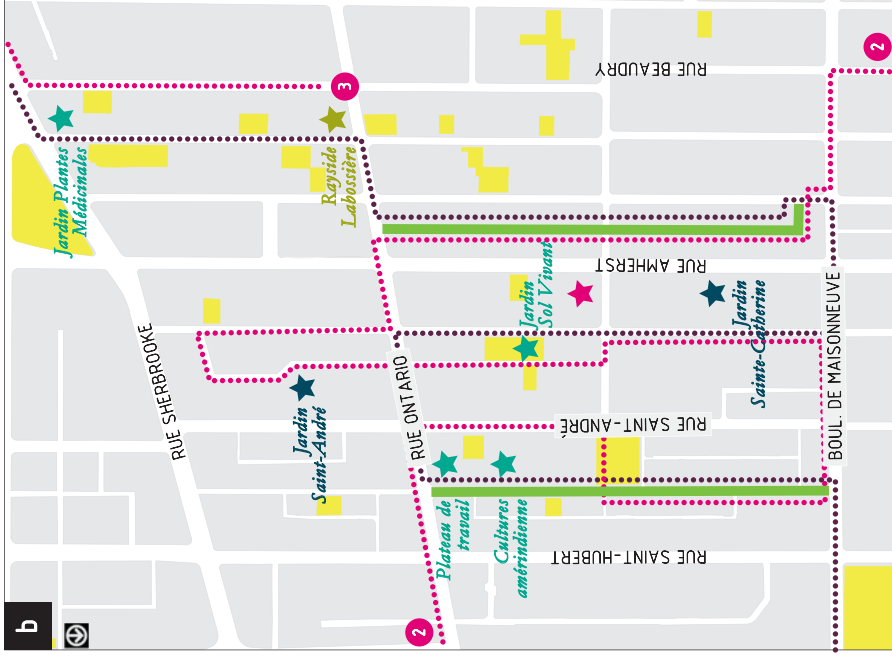 RUE BEAUDRY
2
3
Jardin Plantes
Médicinales
Rayside
Labossière
RUE AMHERST
Jardin
Sol Vivant
Jardin
Sainte-Catherine
BOUL. DE MAISONNEUVE
RUE SHERBROOKE
RUE ONTARIO
Jardin
Saint-André
RUE SAINT-ANDRÉ
Plateau de
travail
Cultures
amérindienne
RUE SAINT-HUBERT
2
b